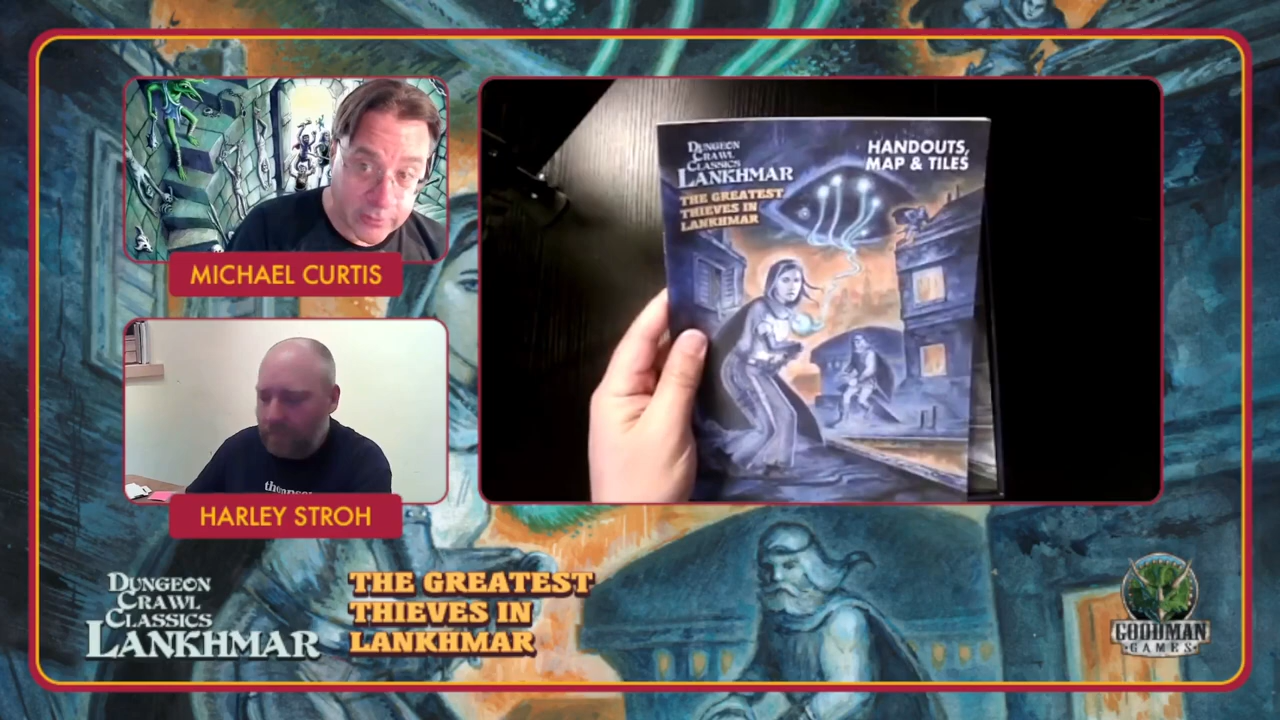 MICHAEL CURTIS
HARLEY STROH
DUNGEON
CRAWL
CLASSICS
LANKHMAR
THE GREATEST
THIEVES IN
LANKHMAR
HANDOUTS,
MAP & TILES
DUNGEON
CRAWL
CLASSICS
LANKHMAR
THE GREATEST
THIEVES IN
LANKHMAR
GOODMAN
GAMES